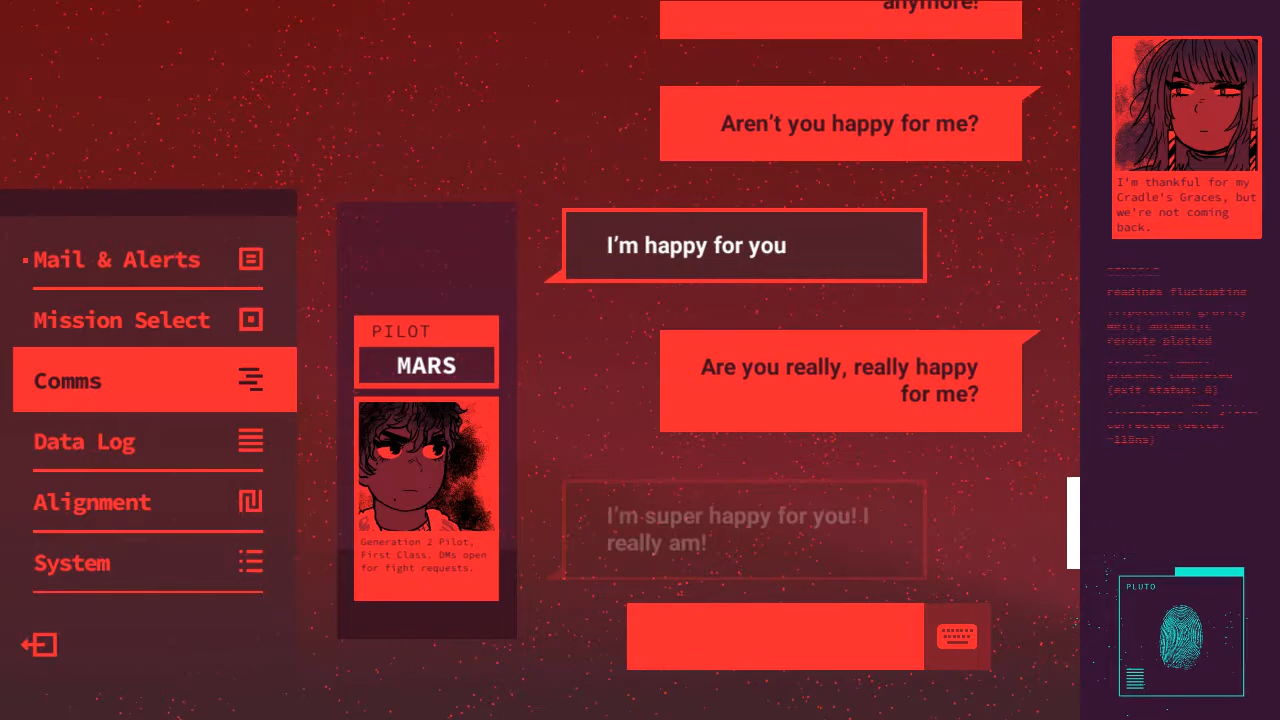 anymore!
Aren't you happy for me?
I'm happy for you
Are you really, really happy
for me?
I'm super happy for you! I
really am!
Mail & Alerts
Mission Select
Comms
Data Log
Alignment
System
PILOT
MARS
Generation 2 Pilot,
First Class. DMs open
for fight requests.
I'm thankful for my
Cradle's Graces, but
we're not coming
back.
readings fluctuating
well, automatic
reroute plotted
(exit status: 0)
PLUTO